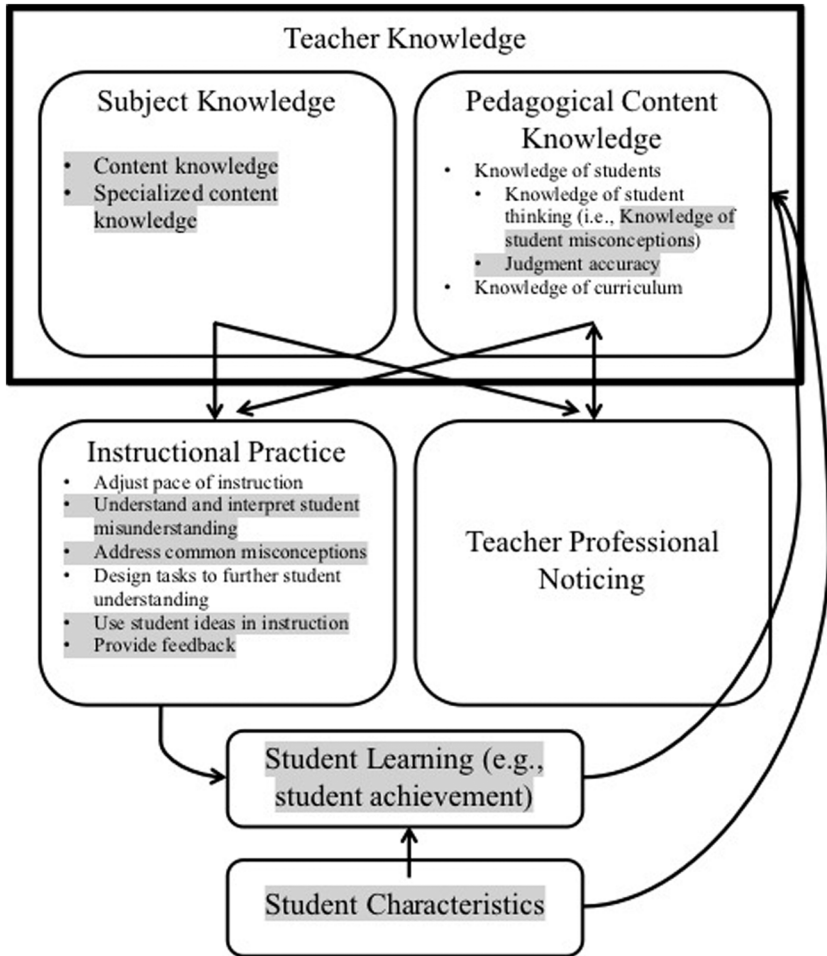 Teacher Knowledge
Subject Knowledge
• Content knowledge
• Specialized content
knowledge
Pedagogical Content
Knowledge
• Knowledge of students
• Knowledge of student
thinking (i.e., Knowledge of
student misconceptions)
• Judgment accuracy
• Knowledge of curriculum
Instructional Practice
• Adjust pace of instruction
• Understand and interpret student
misunderstanding
• Address common misconceptions
• Design tasks to further student
understanding
• Use student ideas in instruction
• Provide feedback
Teacher Professional
Noticing
Student Learning (e.g.,
student achievement)
Student Characteristics